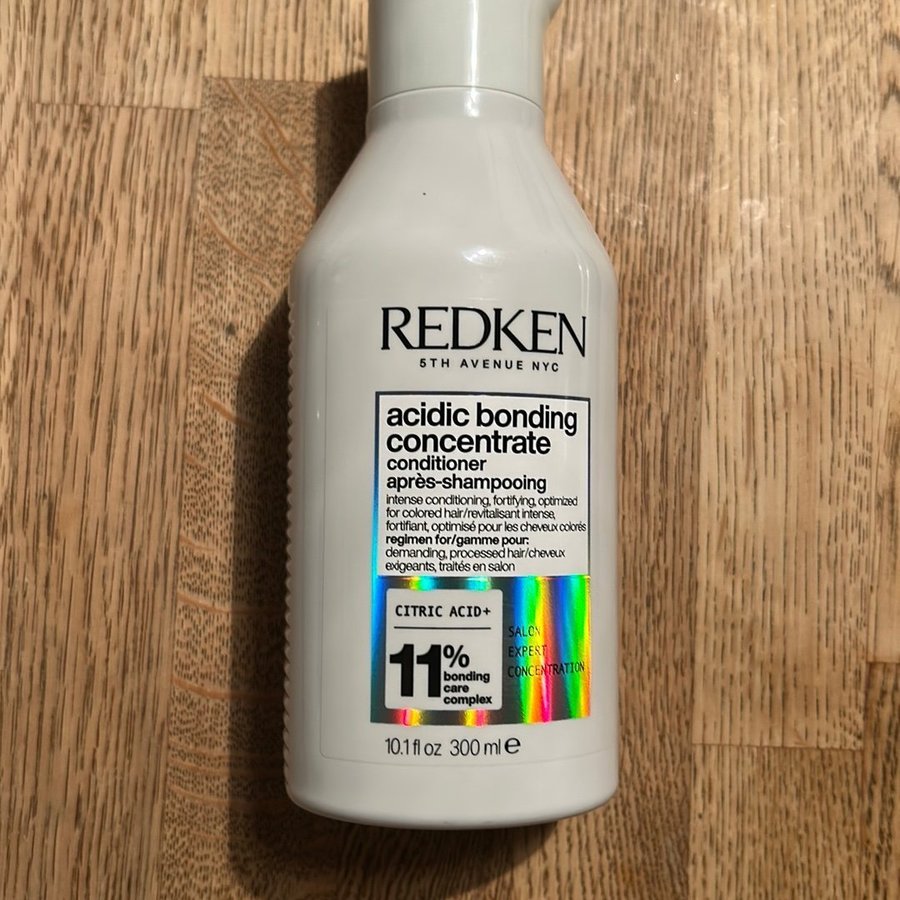 REDKEN
5TH AVENUE NYC
acidic bonding
concentrate
conditioner
après-shampooing
intense conditioning, fortifying, optimized
for colored hair/revitalisant intense,
fortifiant, optimisé pour les cheveux colorés
regimen for/gamme pour:
demanding, processed hair/cheveux
exigeants, traités en salon
CITRIC ACID+
11%
bonding
care
complex
SALON
EXPERT
CONCENTRATION
10.1 fl oz 300 ml e